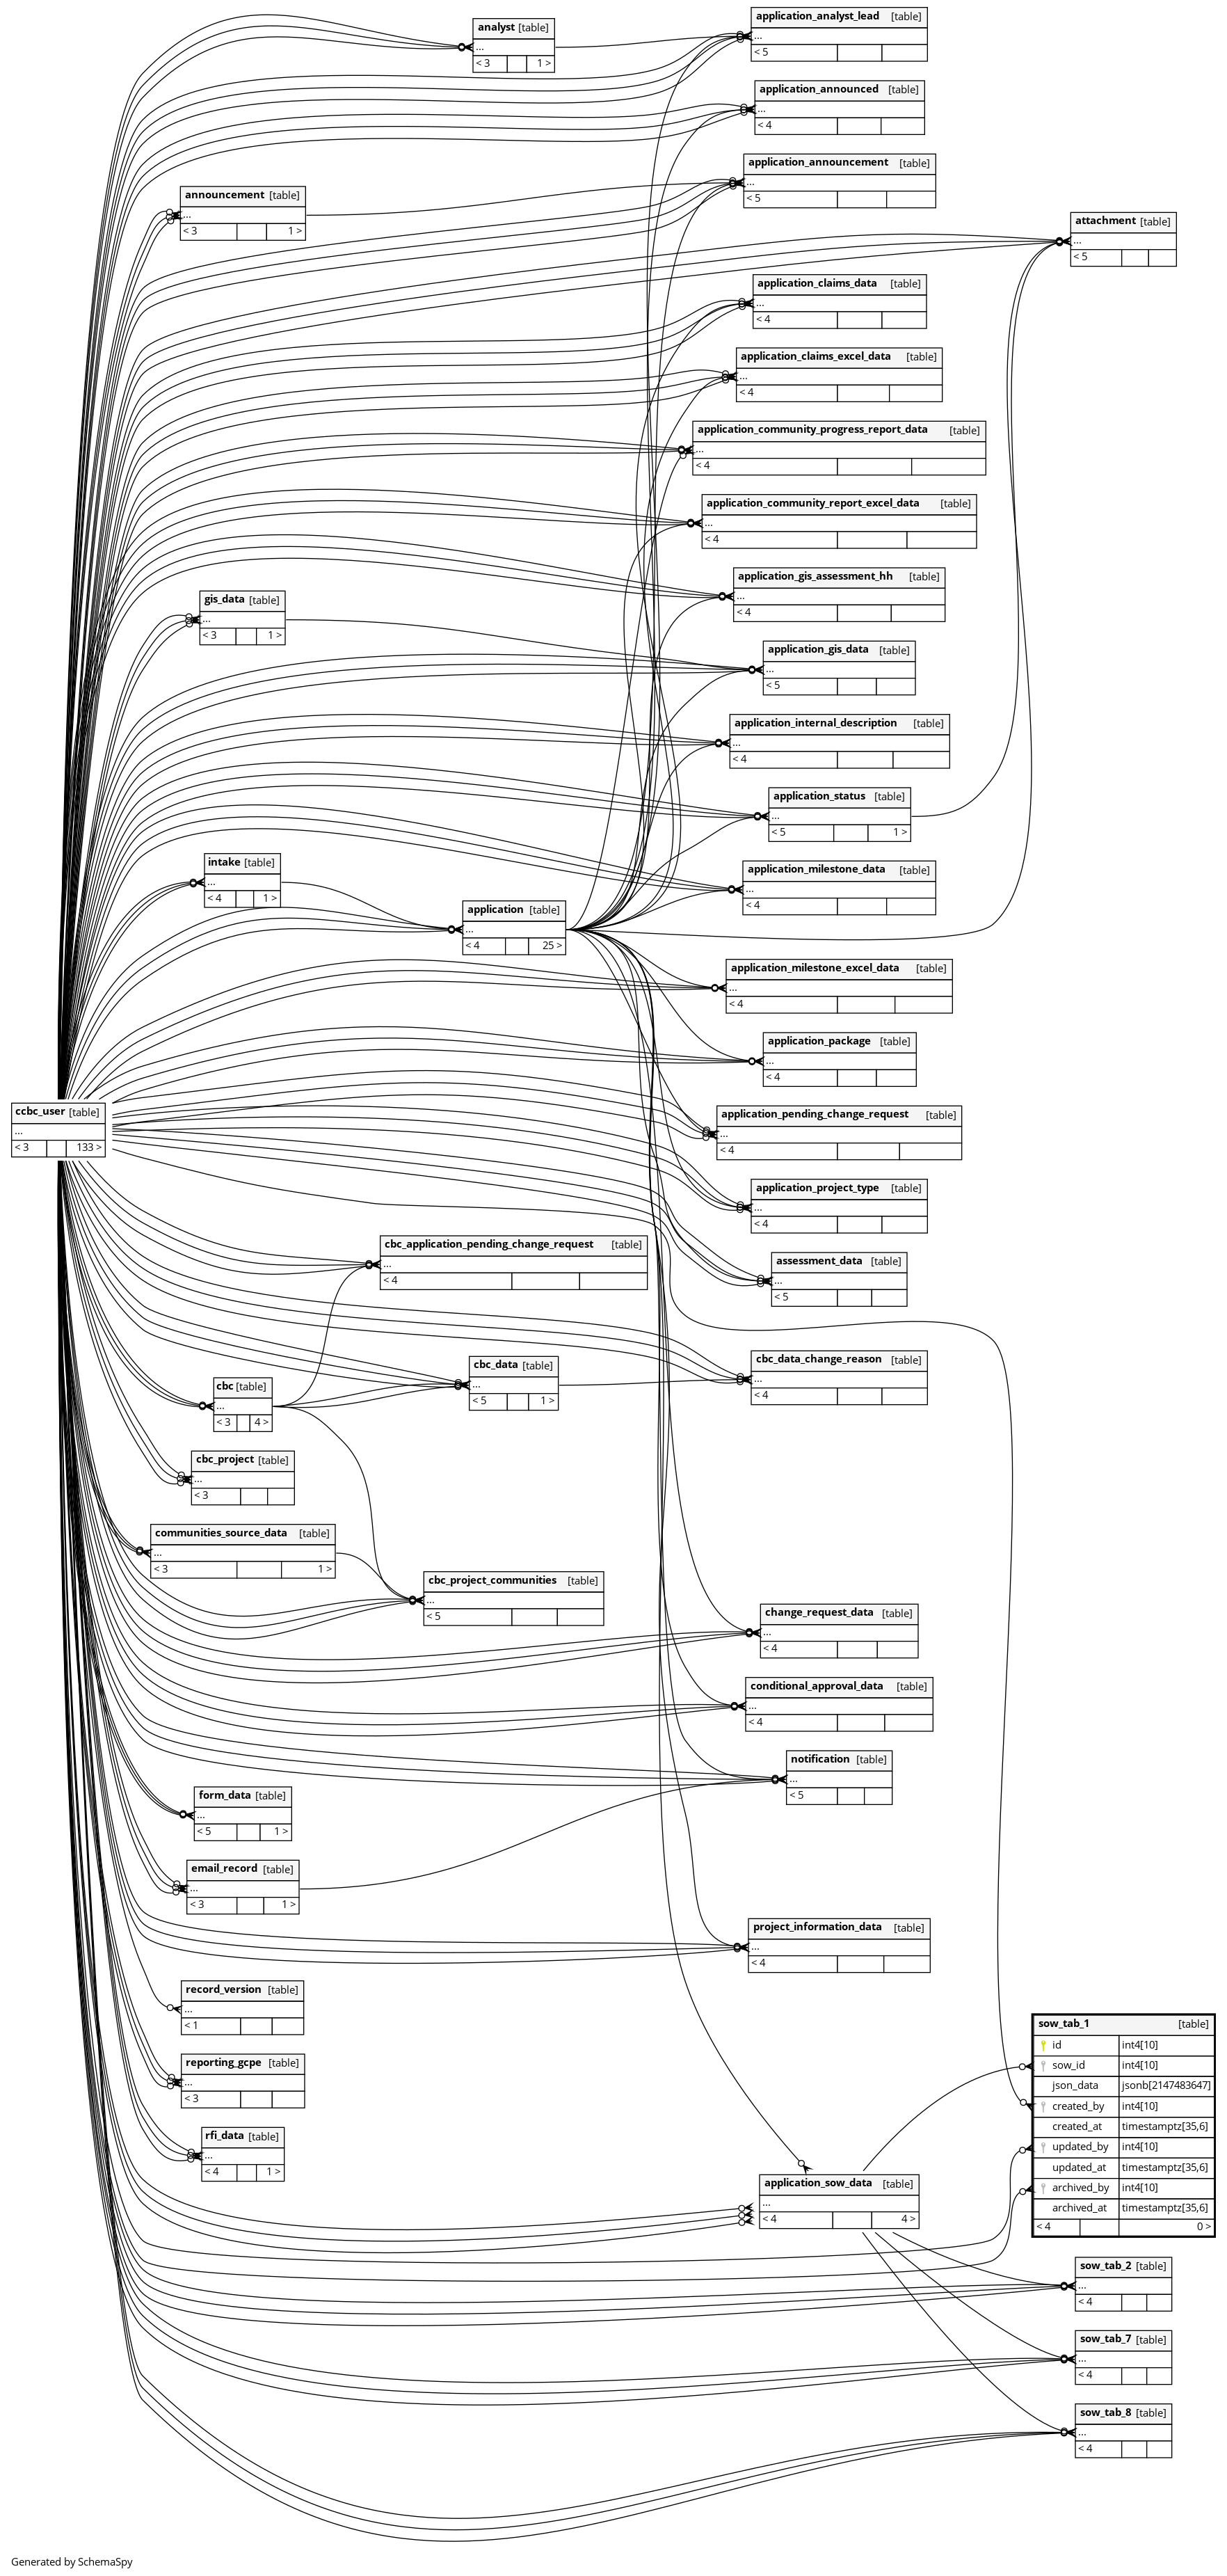 analyst [table]
...
< 3 1 >
application_analyst_lead [table]
...
< 5
application_announced [table]
...
< 4
application_announcement [table]
...
< 5
announcement [table]
...
< 3 1 >
attachment [table]
...
< 5
application_claims_data [table]
...
< 4
application_claims_excel_data [table]
...
< 4
application_community_progress_report_data [table]
...
< 4
application_community_report_excel_data [table]
...
< 4
application_gis_assessment_hh [table]
...
< 4
gis_data [table]
...
< 3 1 >
application_gis_data [table]
...
< 5
application_internal_description [table]
...
< 4
application_status [table]
...
< 5 1 >
intake [table]
...
< 4 1 >
application_milestone_data [table]
...
< 4
application [table]
...
< 4 25 >
application_milestone_excel_data [table]
...
< 4
application_package [table]
...
< 4
ccbc_user [table]
...
< 3 133 >
application_pending_change_request [table]
...
< 4
application_project_type [table]
...
< 4
cbc_application_pending_change_request [table]
...
< 4
assessment_data [table]
...
< 5
cbc_data [table]
...
< 5 1 >
cbc_data_change_reason [table]
...
< 4
cbc [table]
...
< 3 4 >
cbc_project [table]
...
< 3
communities_source_data [table]
...
< 3 1 >
cbc_project_communities [table]
...
< 5
change_request_data [table]
...
< 4
conditional_approval_data [table]
...
< 4
notification [table]
...
< 5
form_data [table]
...
< 5 1 >
email_record [table]
...
< 3 1 >
project_information_data [table]
...
< 4
record_version [table]
...
< 1
reporting_gcpe [table]
...
< 3
rfi_data [table]
...
< 4 1 >
sow_tab_1 [table]
id int4[10]
sow_id int4[10]
json_data jsonb[2147483647]
created_by int4[10]
created_at timestamptz[35,6]
updated_by int4[10]
updated_at timestamptz[35,6]
archived_by int4[10]
archived_at timestamptz[35,6]
< 4 0 >
application_sow_data [table]
...
< 4 4 >
sow_tab_2 [table]
...
< 4
sow_tab_7 [table]
...
< 4
sow_tab_8 [table]
...
< 4
Generated by SchemaSpy